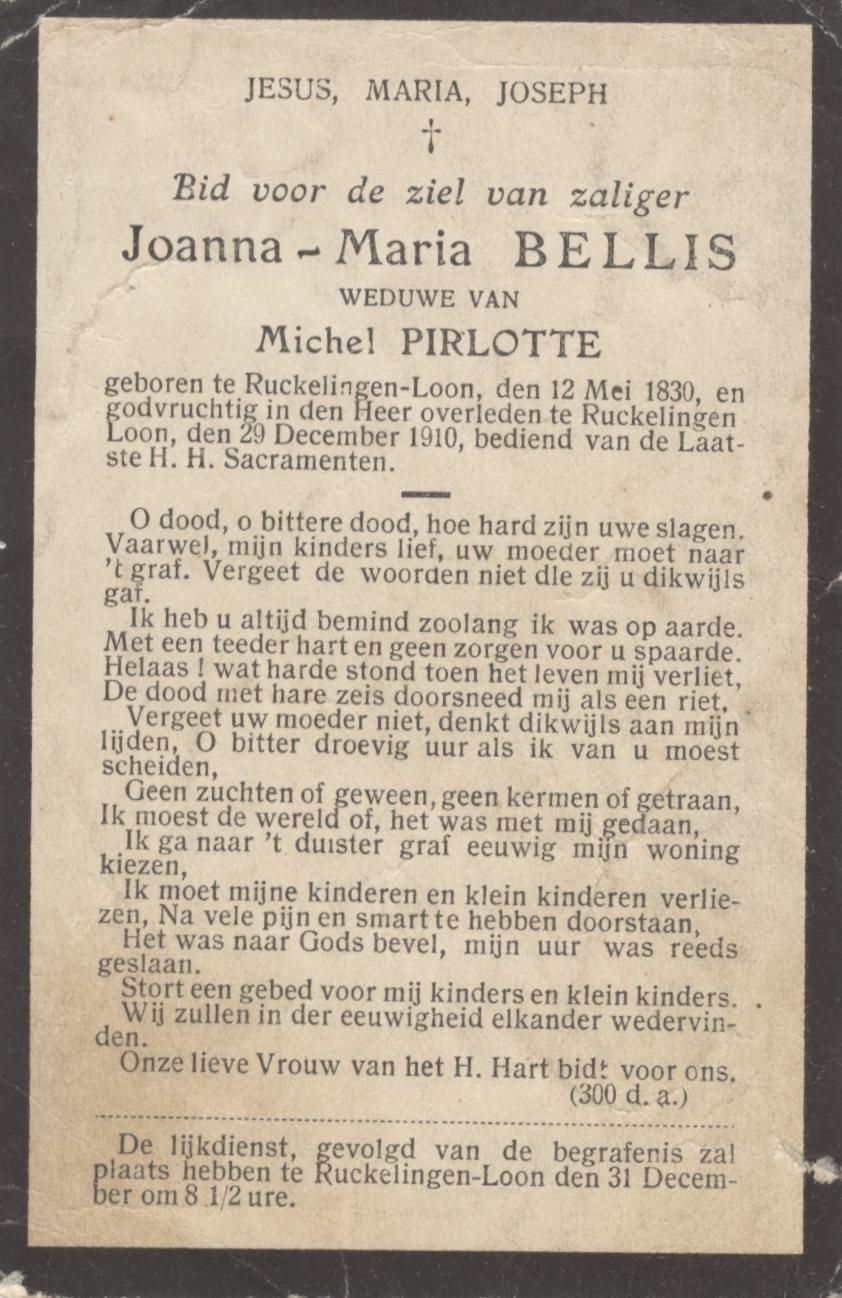 JESUS, MARIA, JOSEPH
†
Bid voor de ziel van zaliger
Joanna - Maria BELLIS
WEDUWE VAN
Michel PIRLOTTE
geboren te Ruckelingen-Loon, den 12 Mei 1830, en
godvruchtig in den Heer overleden te Ruckelingen
Loon, den 29 December 1910, bediend van de Laat-
ste H. H. Sacramenten.
O dood, o bittere dood, hoe hard zijn uwe slagen.
Vaarwel, mijn kinders lief, uw moeder moet naar
't graf. Vergeet de woorden niet die zij u dikwijls
gaf.
Ik heb u altijd bemind zoolang ik was op aarde.
Met een teeder hart en geen zorgen voor u spaarde.
Helaas ! wat harde stond toen het leven mij verliet,
De dood met hare zeis doorsneed mij als een riet,
Vergeet uw moeder niet, denkt dikwijls aan mijn
lijden, O bitter droevig uur als ik van u moest
scheiden,
Geen zuchten of geween, geen kermen of getraan,
Ik moest de wereld of, het was met mij gedaan,
Ik ga naar 't duister graf eeuwig mijn woning
kiezen,
Ik moet mijne kinderen en klein kinderen verlie-
zen, Na vele pijn en smart te hebben doorstaan,
Het was naar Gods bevel, mijn uur was reeds
geslaan.
Stort een gebed voor mij kinders en klein kinders.
Wij zullen in der eeuwigheid elkander wedervin-
den.
Onze lieve Vrouw van het H. Hart bidt voor ons.
(300 d. a.)
De lijkdienst, gevolgd van de begrafenis zal
plaats hebben te Ruckelingen-Loon den 31 Decem-
ber om 8 1/2 ure.